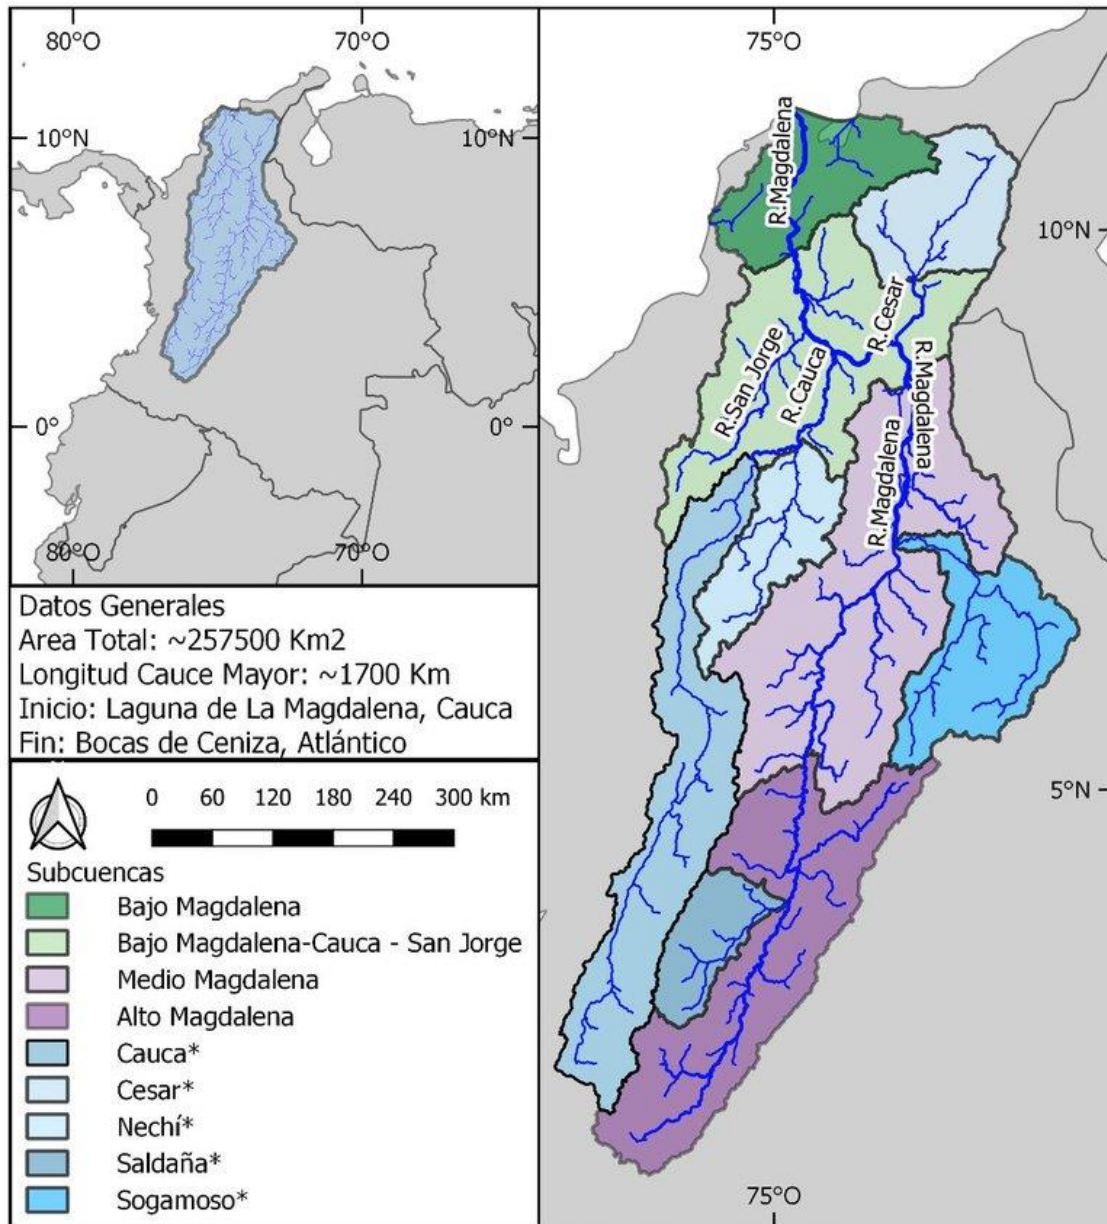 80°O
70°O
10°N
10°N
0°
0°
80°O
70°O
Datos Generales
Area Total: ~257500 Km2
Longitud Cauce Mayor: ~1700 Km
Inicio: Laguna de La Magdalena, Cauca
Fin: Bocas de Ceniza, Atlántico
0 60 120 180 240 300 km
Subcuencas
Bajo Magdalena
Bajo Magdalena-Cauca - San Jorge
Medio Magdalena
Alto Magdalena
Cauca*
Cesar*
Nechí*
Saldaña*
Sogamoso*
75°O
R.Magdalena
10°N
R.Cesar
R.San Jorge
R.Cauca
R.Magdalena
R.Magdalena
5°N
75°O